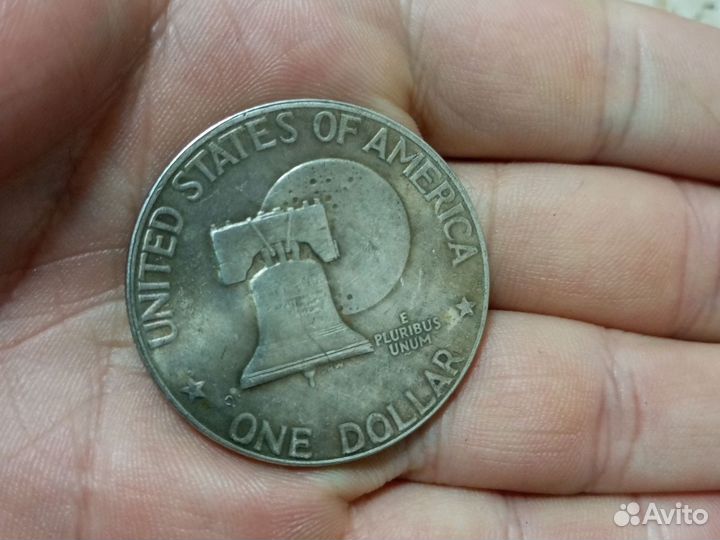 UNITED STATES OF AMERICA
E
PLURIBUS
UNUM
ONE DOLLAR
Avito